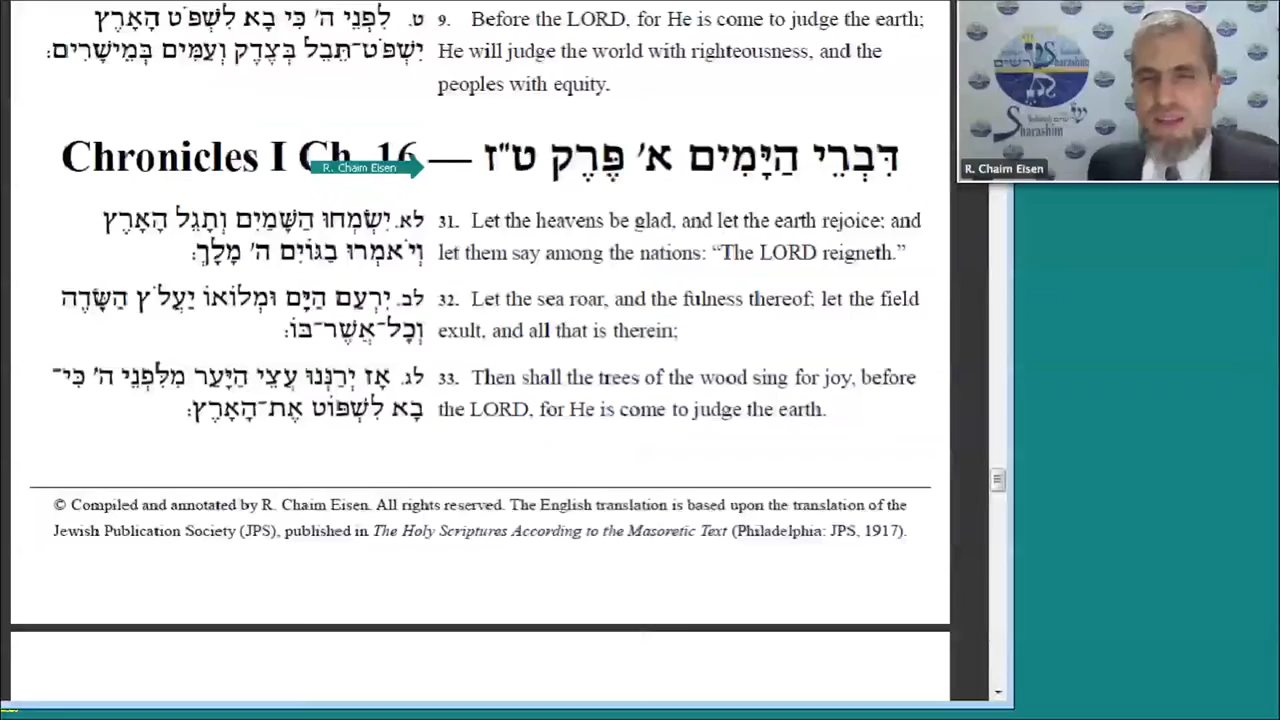 ט. לִפְנֵי ה' כִּי בָא לִשְׁפֹּט הָאָרֶץ
יִשְׁפֹּט־תֵּבֵל בְּצֶדֶק וְעַמִּים בְּמֵישָׁרִים:
9. Before the LORD, for He is come to judge the earth;
He will judge the world with righteousness, and the
peoples with equity.
Chronicles I Ch. 16 — דִּבְרֵי הַיָּמִים א' פֶּרֶק ט"ז
R. Chaim Eisen
לא. יִשְׂמְחוּ הַשָּׁמַיִם וְתָגֵל הָאָרֶץ
וְיֹאמְרוּ בַגּוֹיִם ה' מָלָךְ:
31. Let the heavens be glad, and let the earth rejoice; and
let them say among the nations: “The LORD reigneth.”
לב. יִרְעַם הַיָּם וּמְלוֹאוֹ יַעֲלֹץ הַשָּׂדֶה
וְכָל־אֲשֶׁר־בּוֹ:
32. Let the sea roar, and the fulness thereof; let the field
exult, and all that is therein;
לג. אָז יְרַנְּנוּ עֲצֵי הַיָּעַר מִלִּפְנֵי ה' כִּי־
בָא לִשְׁפּוֹט אֶת־הָאָרֶץ:
33. Then shall the trees of the wood sing for joy, before
the LORD, for He is come to judge the earth.
© Compiled and annotated by R. Chaim Eisen. All rights reserved. The English translation is based upon the translation of the
Jewish Publication Society (JPS), published in The Holy Scriptures According to the Masoretic Text (Philadelphia: JPS, 1917).
Sharashim
שרשים
Sharashim
R. Chaim Eisen